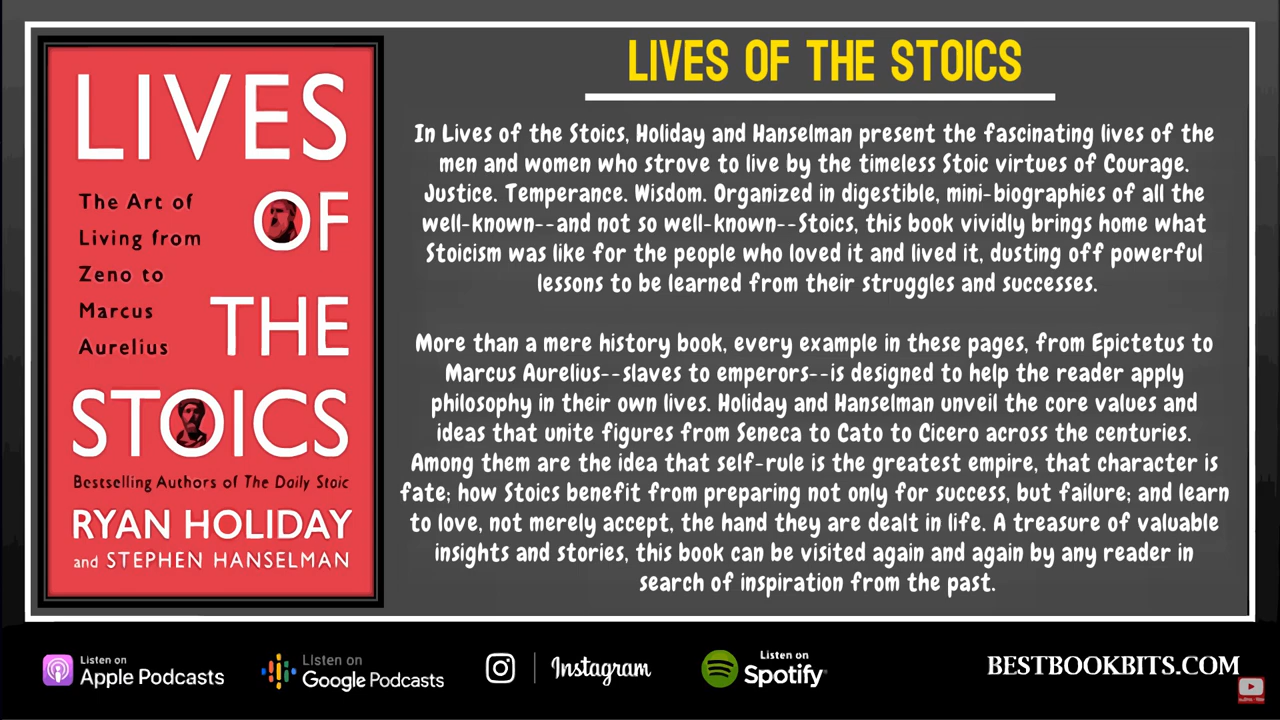 LIVES
OF
THE
STOICS
The Art of
Living from
Zeno to
Marcus
Aurelius
Bestselling Authors of The Daily Stoic
RYAN HOLIDAY
and STEPHEN HANSELMAN
LIVES OF THE STOICS
In Lives of the Stoics, Holiday and Hanselman present the fascinating lives of the
men and women who strove to live by the timeless Stoic virtues of Courage.
Justice. Temperance. Wisdom. Organized in digestible, mini-biographies of all the
well-known--and not so well-known--Stoics, this book vividly brings home what
Stoicism was like for the people who loved it and lived it, dusting off powerful
lessons to be learned from their struggles and successes.
More than a mere history book, every example in these pages, from Epictetus to
Marcus Aurelius--slaves to emperors--is designed to help the reader apply
philosophy in their own lives. Holiday and Hanselman unveil the core values and
ideas that unite figures from Seneca to Cato to Cicero across the centuries.
Among them are the idea that self-rule is the greatest empire, that character is
fate; how Stoics benefit from preparing not only for success, but failure; and learn
to love, not merely accept, the hand they are dealt in life. A treasure of valuable
insights and stories, this book can be visited again and again by any reader in
search of inspiration from the past.
Listen on
Apple Podcasts
Listen on
Google Podcasts
Instagram
Listen on
Spotify
BESTBOOKBITS.COM